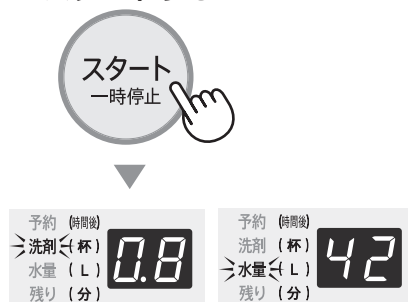 スタート
一時停止
予約 (時間後)
洗剤 (杯)
水量 (L)
残り (分)
0.8
予約 (時間後)
洗剤 (杯)
水量 (L)
残り (分)
42